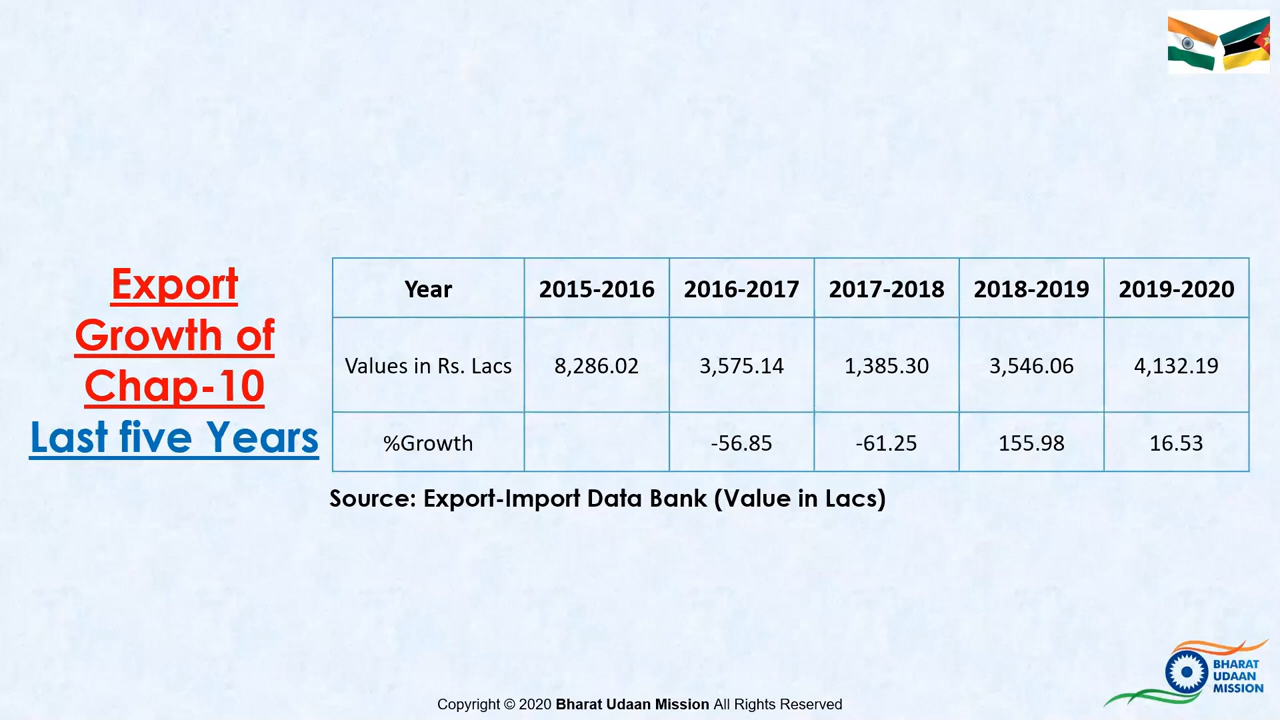 Export
Growth of
Chap-10
Last five Years
Year 2015-2016 2016-2017 2017-2018 2018-2019 2019-2020
Values in Rs. Lacs 8,286.02 3,575.14 1,385.30 3,546.06 4,132.19
%Growth -56.85 -61.25 155.98 16.53
Source: Export-Import Data Bank (Value in Lacs)
BHARAT
UDAAN
MISSION
Copyright © 2020 Bharat Udaan Mission All Rights Reserved